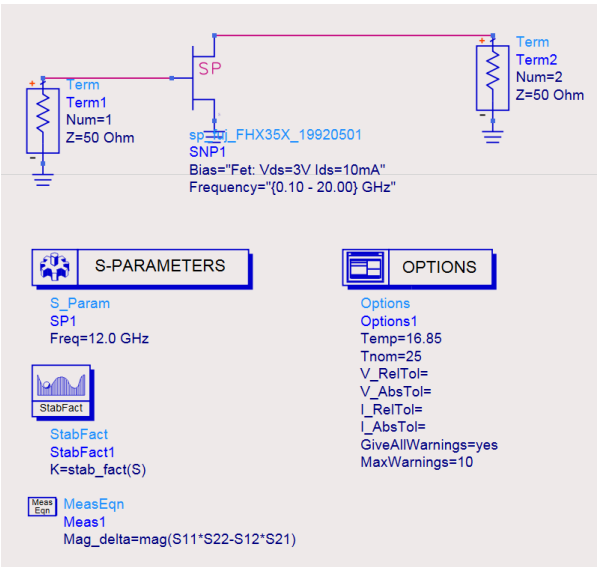 Term
Term1
Num=1
Z=50 Ohm
SP
Term
Term2
Num=2
Z=50 Ohm
FHX35X_19920501
SNP1
Bias="Fet: Vds=3V Ids=10mA"
Frequency="{0.10 - 20.00} GHz"
S-PARAMETERS
S_Param
SP1
Freq=12.0 GHz
OPTIONS
Options
Options1
Temp=16.85
Tnom=25
V_RelTol=
V_AbsTol=
I_RelTol=
I_AbsTol=
GiveAllWarnings=yes
MaxWarnings=10
StabFact
StabFact
StabFact1
K=stab_fact(S)
Meas
Eqn
MeasEqn
Meas1
Mag_delta=mag(S11*S22-S12*S21)